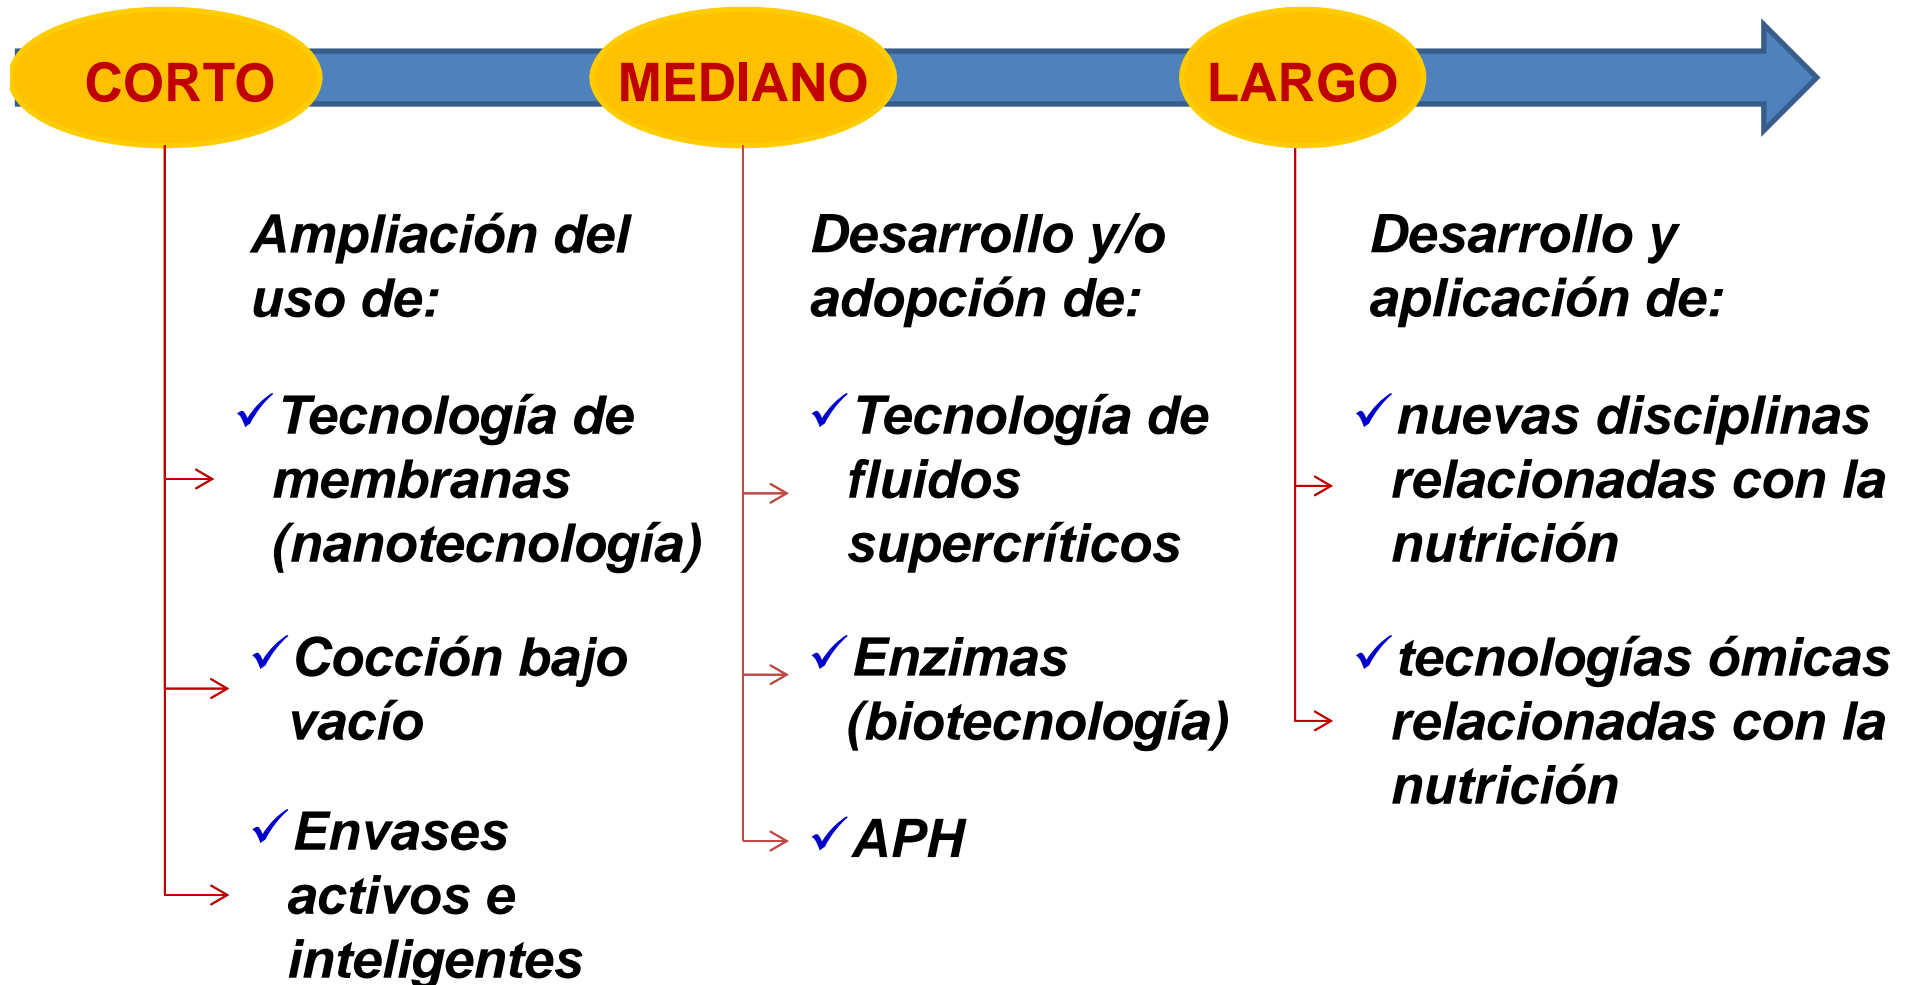 CORTO
MEDIANO
LARGO
Ampliación del
uso de:
✓Tecnología de
membranas
(nanotecnología)
✓Cocción bajo
vacío
✓Envases
activos e
inteligentes
Desarrollo y/o
adopción de:
✓Tecnología de
fluidos
supercríticos
✓Enzimas
(biotecnología)
✓APH
Desarrollo y
aplicación de:
✓nuevas disciplinas
relacionadas con la
nutrición
✓tecnologías ómicas
relacionadas con la
nutrición